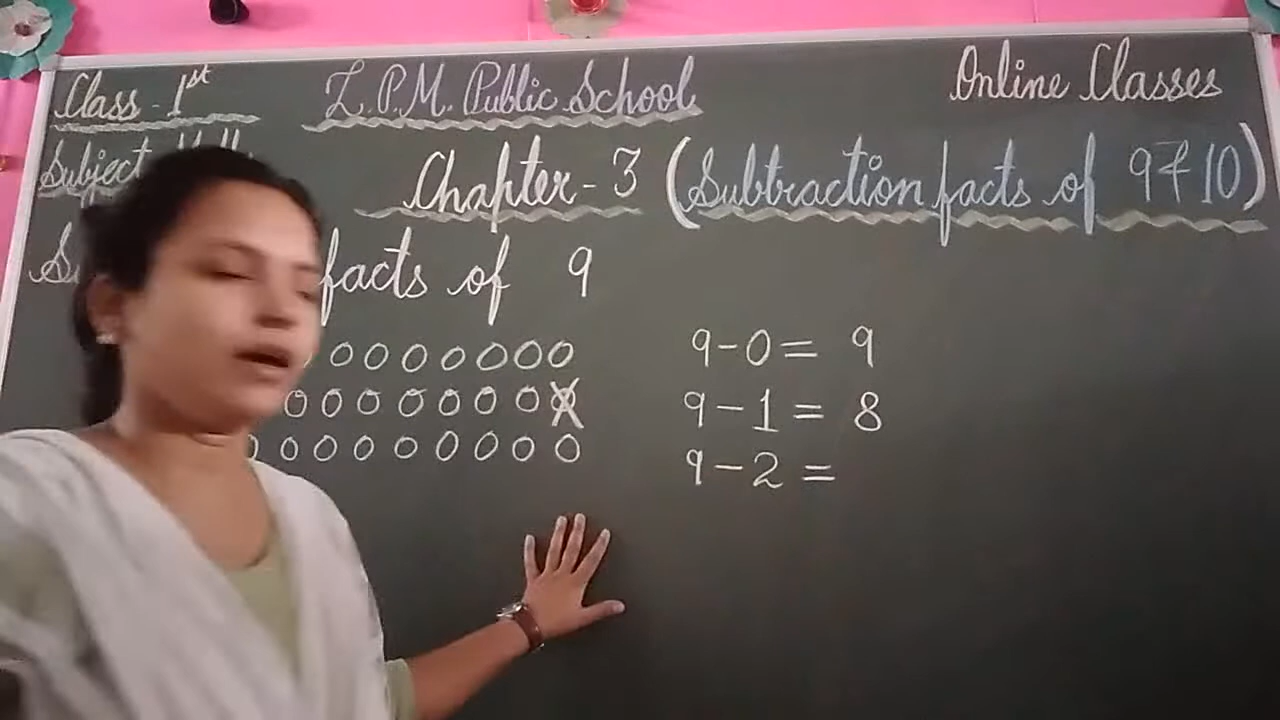 Class - 1st
Z.P.M. Public School
Online Classes
Subject
Chapter - 3 (Subtraction facts of 9 & 10)
facts of 9
9-0= 9
9-1= 8
9-2=